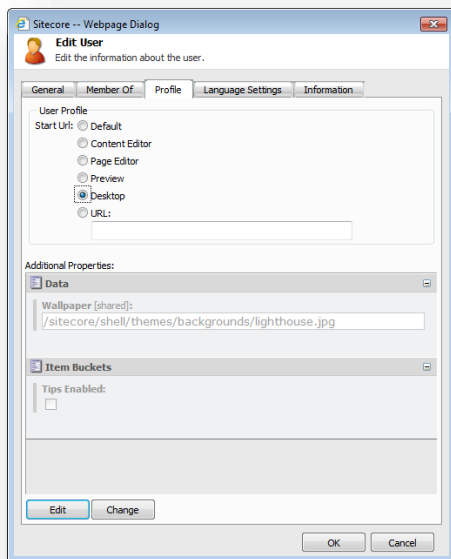 Sitecore -- Webpage Dialog
Edit User
Edit the information about the user.
General Member Of Profile Language Settings Information
User Profile
Start Url: Default
Content Editor
Page Editor
Preview
Desktop
URL:
Additional Properties:
Data
Wallpaper [shared]:
/sitecore/shell/themes/backgrounds/lighthouse.jpg
Item Buckets
Tips Enabled:
Edit Change
OK Cancel